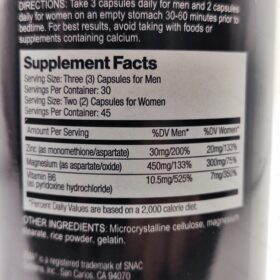 DIRECTIONS: Take 3 capsules daily for men and 2 capsules
daily for women on an empty stomach 30-60 minutes prior to
bedtime. For best results, avoid taking with foods or
supplements containing calcium.
Supplement Facts
Serving Size: Three (3) Capsules for Men
Servings Per Container: 30
Serving Size: Two (2) Capsules for Women
Servings Per Container: 45
Amount Per Serving %DV Men* %DV Women*
Zinc (as monomethionine/aspartate) 30mg/200% 20mg/133%
Magnesium (as aspartate/oxide) 450mg/133% 300mg/75%
Vitamin B6 10.5mg/525% 7mg/350%
(as pyridoxine hydrochloride)
*Percent Daily Values are based on a 2,000 calorie diet.
OTHER INGREDIENTS: Microcrystalline cellulose, magnesium
stearate, rice powder, gelatin.
is a registered trademark of SNAC
Systems, Inc. San Carlos, CA 94070